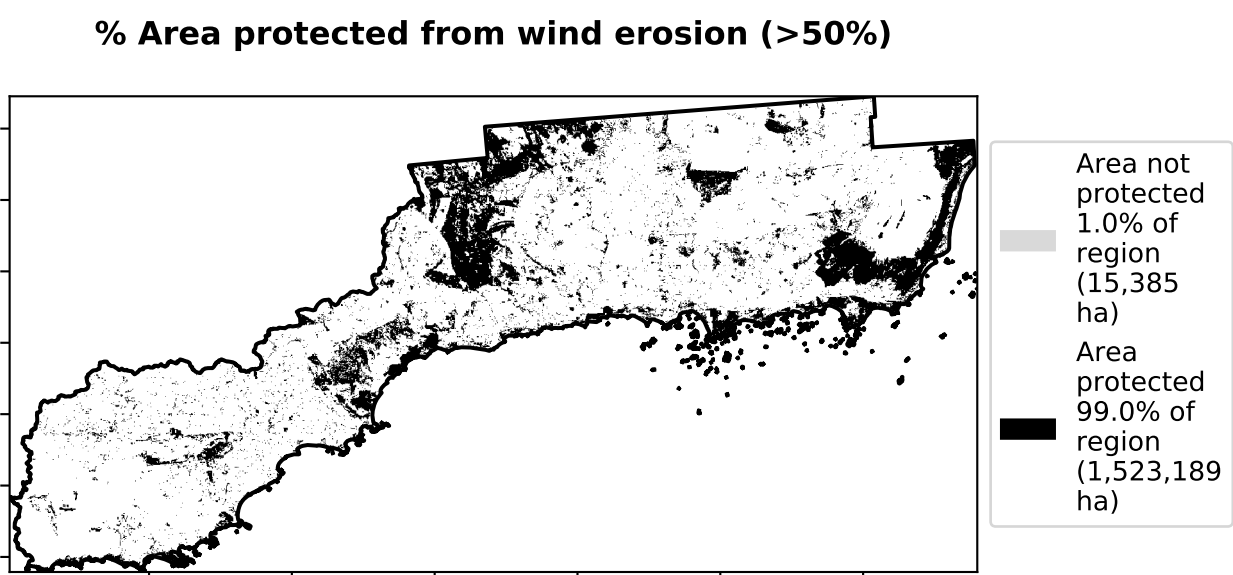 % Area protected from wind erosion (>50%)
Area not
protected
1.0% of
region
(15,385
ha)
Area
protected
99.0% of
region
(1,523,189
ha)